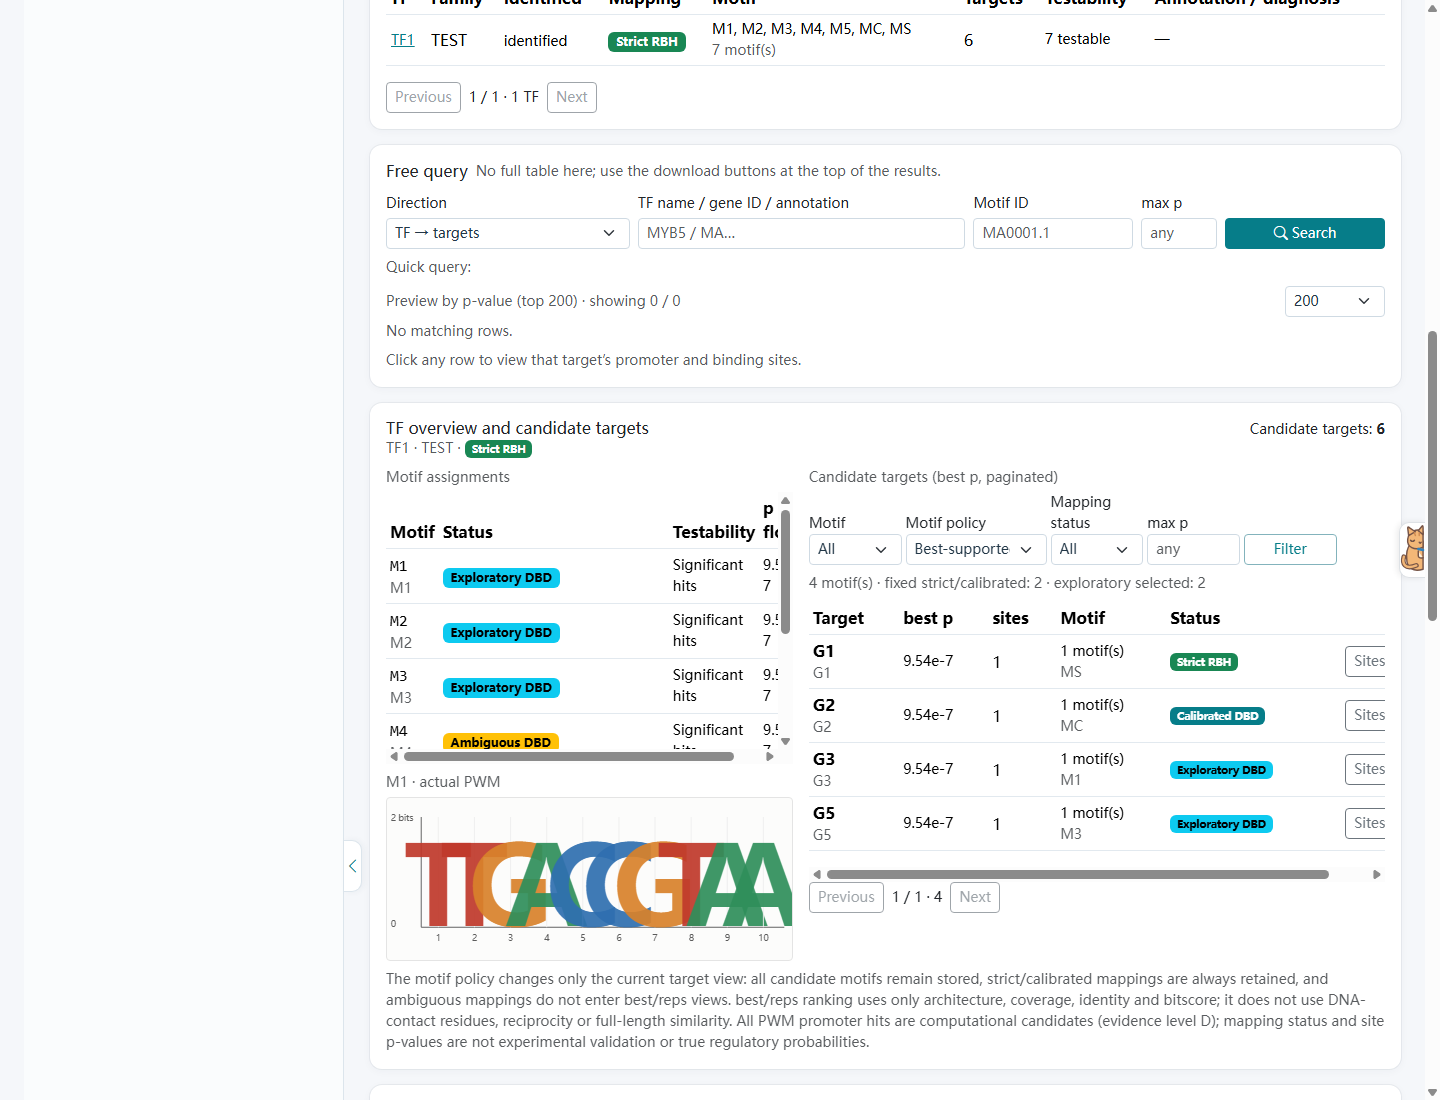 TF Family Identified Mapping Motif Targets Testability Annotation / diagnosis
TF1 TEST identified Strict RBH M1, M2, M3, M4, M5, MC, MS 6 7 testable —
7 motif(s)
Previous 1 / 1 · 1 TF Next
Free query No full table here; use the download buttons at the top of the results.
Direction TF name / gene ID / annotation Motif ID max p
TF → targets MYB5 / MA... MA0001.1 any Search
Quick query:
Preview by p-value (top 200) · showing 0 / 0 200
No matching rows.
Click any row to view that target’s promoter and binding sites.
TF overview and candidate targets Candidate targets: 6
TF1 · TEST · Strict RBH
Motif assignments
Motif Status Testability p
M1 Exploratory DBD Significant hits
M1
M2 Exploratory DBD Significant hits
M2
M3 Exploratory DBD Significant hits
M3
M4 Ambiguous DBD Significant
M1 · actual PWM
2 bits
TTGACCGTAA
0
1 2 3 4 5 6 7 8 9 10
Candidate targets (best p, paginated)
Motif Motif policy Mapping status max p
All Best-supporte All any Filter
4 motif(s) · fixed strict/calibrated: 2 · exploratory selected: 2
Target best p sites Motif Status
G1 9.54e-7 1 1 motif(s) Strict RBH Sites
G1 MS
G2 9.54e-7 1 1 motif(s) Calibrated DBD Sites
G2 MC
G3 9.54e-7 1 1 motif(s) Exploratory DBD Sites
G3 M1
G5 9.54e-7 1 1 motif(s) Exploratory DBD Sites
G5 M3
Previous 1 / 1 · 4 Next
The motif policy changes only the current target view: all candidate motifs remain stored, strict/calibrated mappings are always retained, and
ambiguous mappings do not enter best/reps views. best/reps ranking uses only architecture, coverage, identity and bitscore; it does not use DNA-
contact residues, reciprocity or full-length similarity. All PWM promoter hits are computational candidates (evidence level D); mapping status and site
p-values are not experimental validation or true regulatory probabilities.